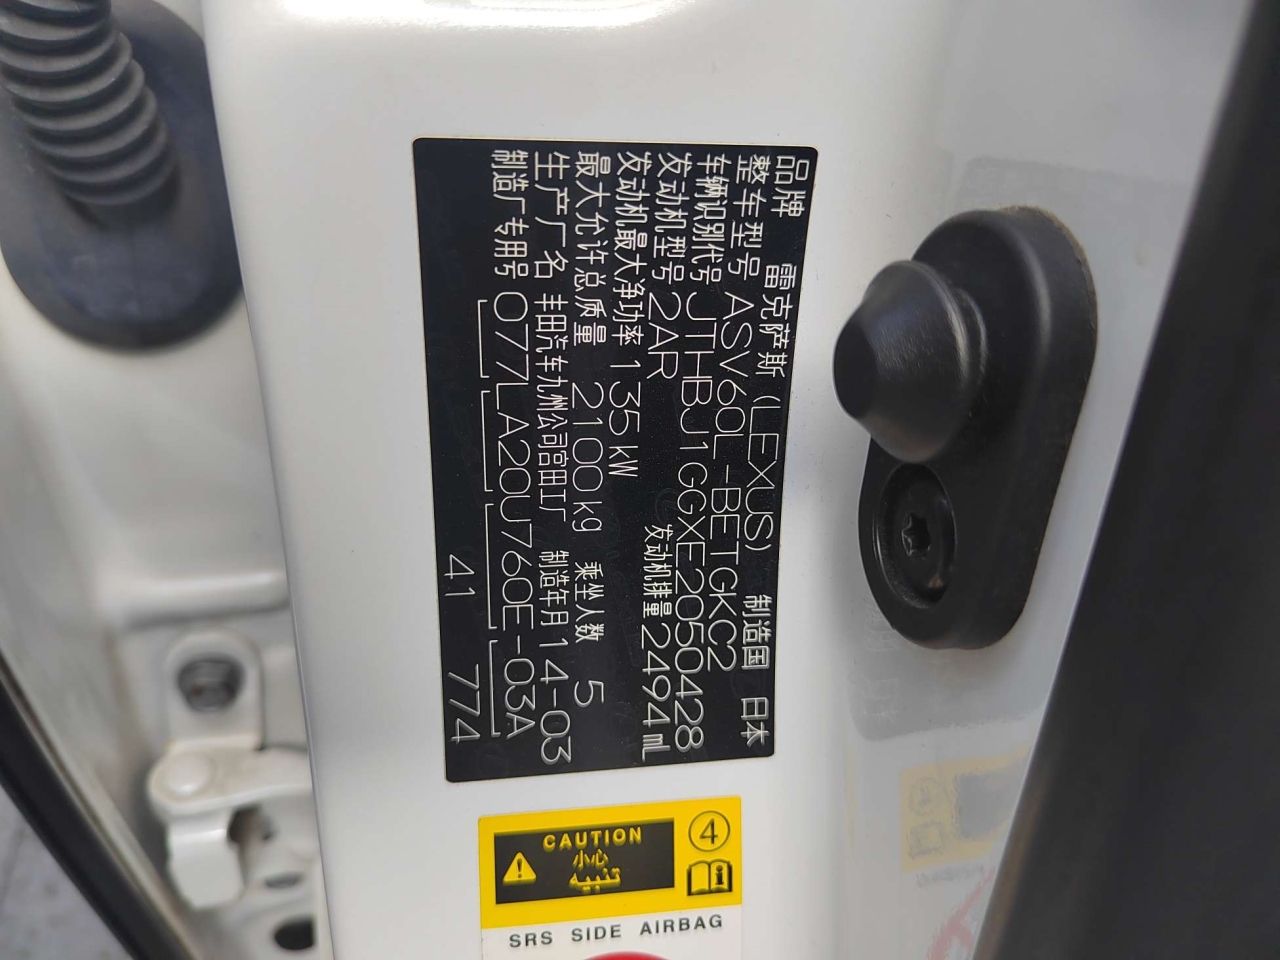 品牌 雷克萨斯(LEXUS) 制造国 日本
整车型号 ASV60L-BETGKC2
车辆识别代号 JTHBJ1GGXE2050428
发动机型号 2AR 发动机排量 2494ml
发动机最大净功率 135kW
最大允许总质量 2100kg 乘坐人数 5
生产厂名 丰田汽车九州公司宫田工厂 制造年月 14-03
制造厂专用号 077LA20U760E-03A
41 774
CAUTION
小心
4
SRS SIDE AIRBAG